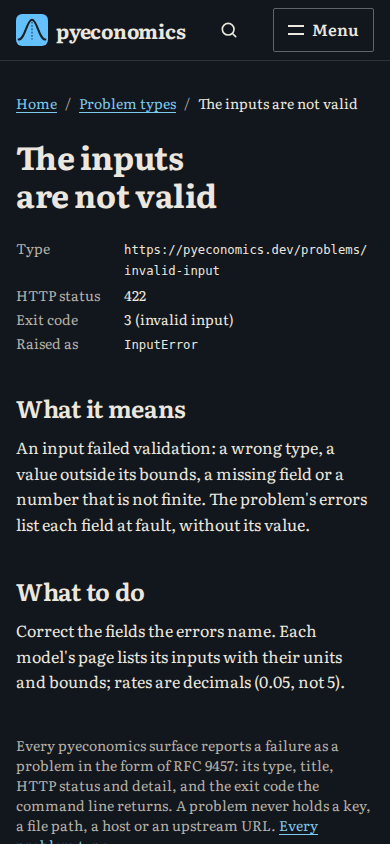 pyeconomics
Menu
Home / Problem types / The inputs are not valid
The inputs
are not valid
Type https://pyeconomics.dev/problems/
invalid-input
HTTP status 422
Exit code 3 (invalid input)
Raised as InputError
What it means
An input failed validation: a wrong type, a
value outside its bounds, a missing field or a
number that is not finite. The problem's errors
list each field at fault, without its value.
What to do
Correct the fields the errors name. Each
model's page lists its inputs with their units
and bounds; rates are decimals (0.05, not 5).
Every pyeconomics surface reports a failure as a
problem in the form of RFC 9457: its type, title,
HTTP status and detail, and the exit code the
command line returns. A problem never holds a key,
a file path, a host or an upstream URL. Every